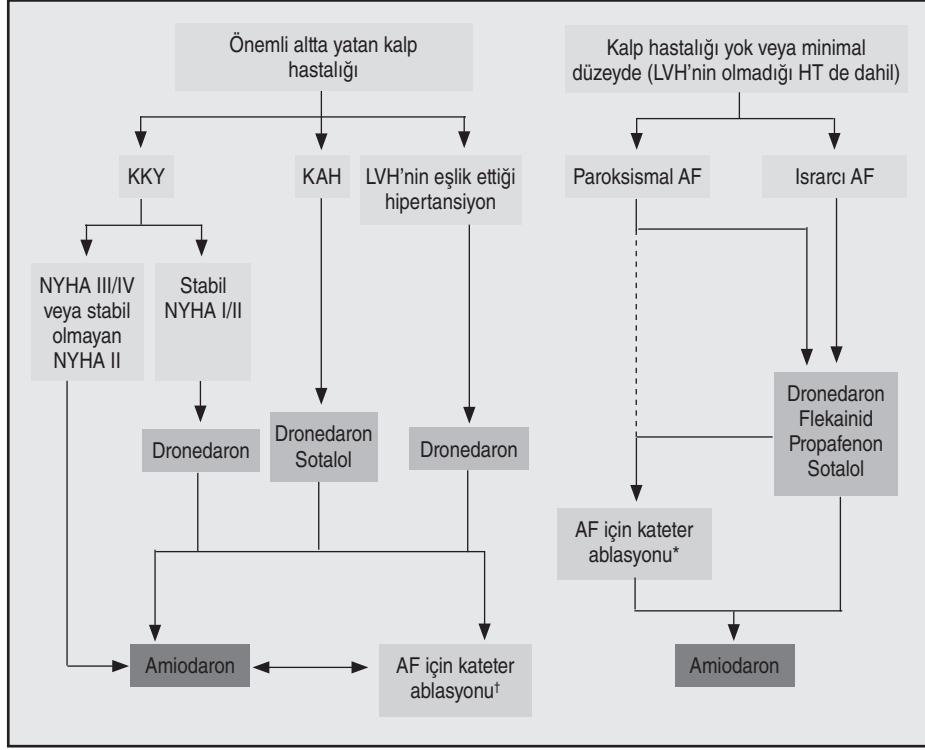 Önemli altta yatan kalp
hastalığı
Kalp hastalığı yok veya minimal
düzeyde (LVH'nin olmadığı HT de dahil)
KKY
KAH
LVH'nin eşlik ettiği
hipertansiyon
Paroksismal AF
Israrcı AF
NYHA III/IV
veya stabil
olmayan
NYHA II
Stabil
NYHA I/II
Dronedaron
Dronedaron
Sotalol
Dronedaron
Dronedaron
Flekainid
Propafenon
Sotalol
AF için kateter
ablasyonu*
Amiodaron
AF için kateter
ablasyonu†
Amiodaron